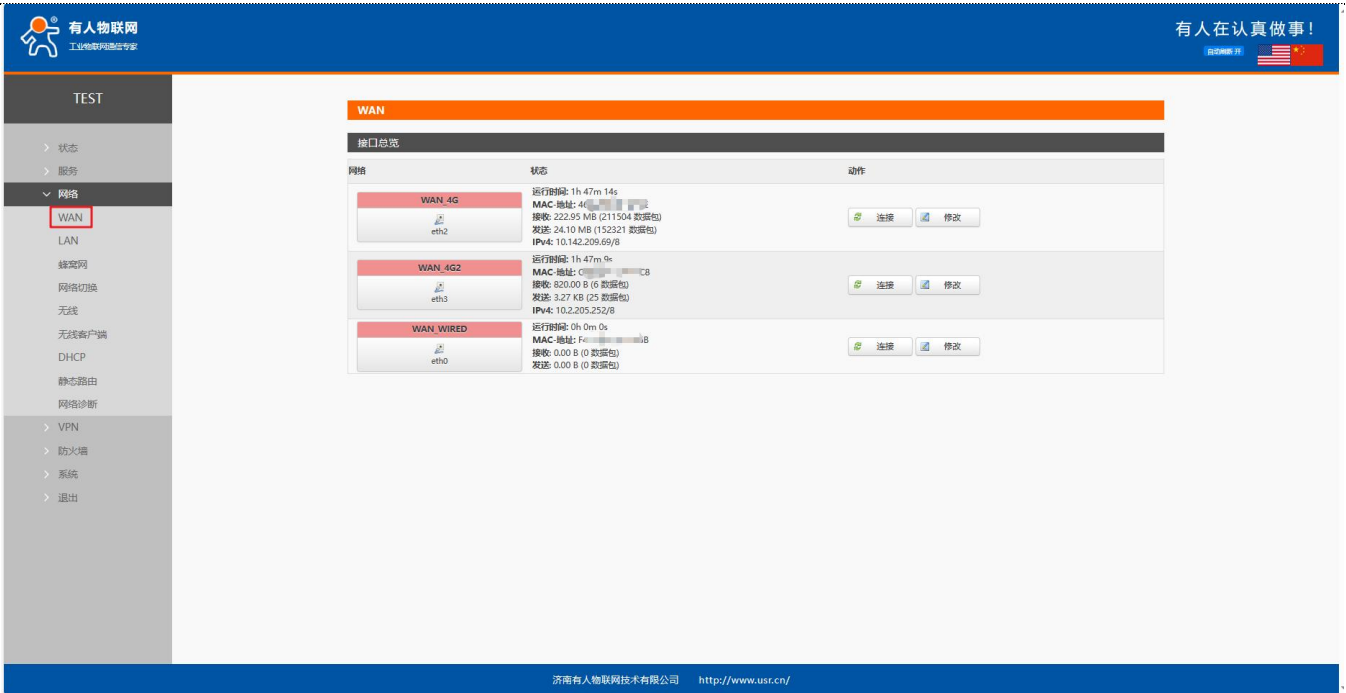 有人物联网
工业物联网通信专家
有人在认真做事!
自动刷新 开
TEST
状态
服务
网络
WAN
LAN
蜂窝网
网络切换
无线
无线客户端
DHCP
静态路由
网络诊断
VPN
防火墙
系统
退出
WAN
接口总览
网络 状态 动作
WAN_4G
eth2
运行时间: 1h 47m 14s
MAC-地址: 4
接收: 222.95 MB (211504 数据包)
发送: 24.10 MB (152321 数据包)
IPv4: 10.142.209.69/8
连接 修改
WAN_4G2
eth3
运行时间: 1h 47m 9s
MAC-地址: C8
接收: 820.00 B (6 数据包)
发送: 3.27 KB (25 数据包)
IPv4: 10.2.205.252/8
连接 修改
WAN_WIRED
eth0
运行时间: 0h 0m 0s
MAC-地址: F
接收: 0.00 B (0 数据包)
发送: 0.00 B (0 数据包)
连接 修改
济南有人物联网技术有限公司 http://www.usr.cn/